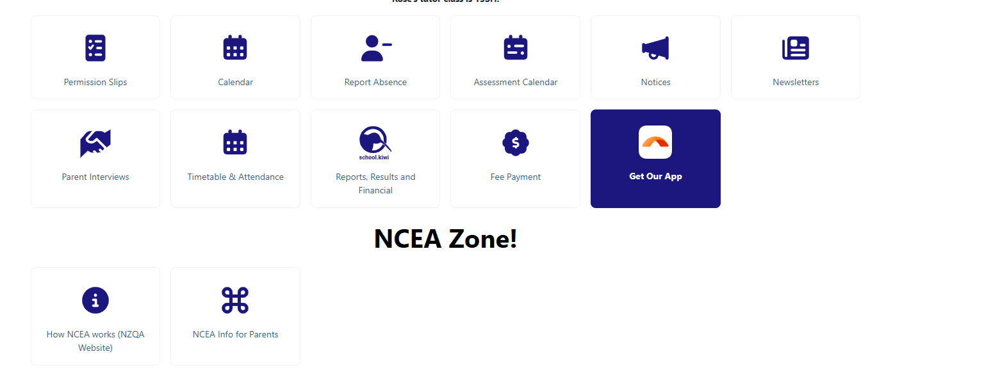 Rose's tutor class is
Permission Slips
Calendar
Report Absence
Assessment Calendar
Notices
Newsletters
school.kiwi
Parent Interviews
Timetable & Attendance
Reports, Results and
Financial
Fee Payment
Get Our App
NCEA Zone!
How NCEA works (NZQA
Website)
NCEA Info for Parents